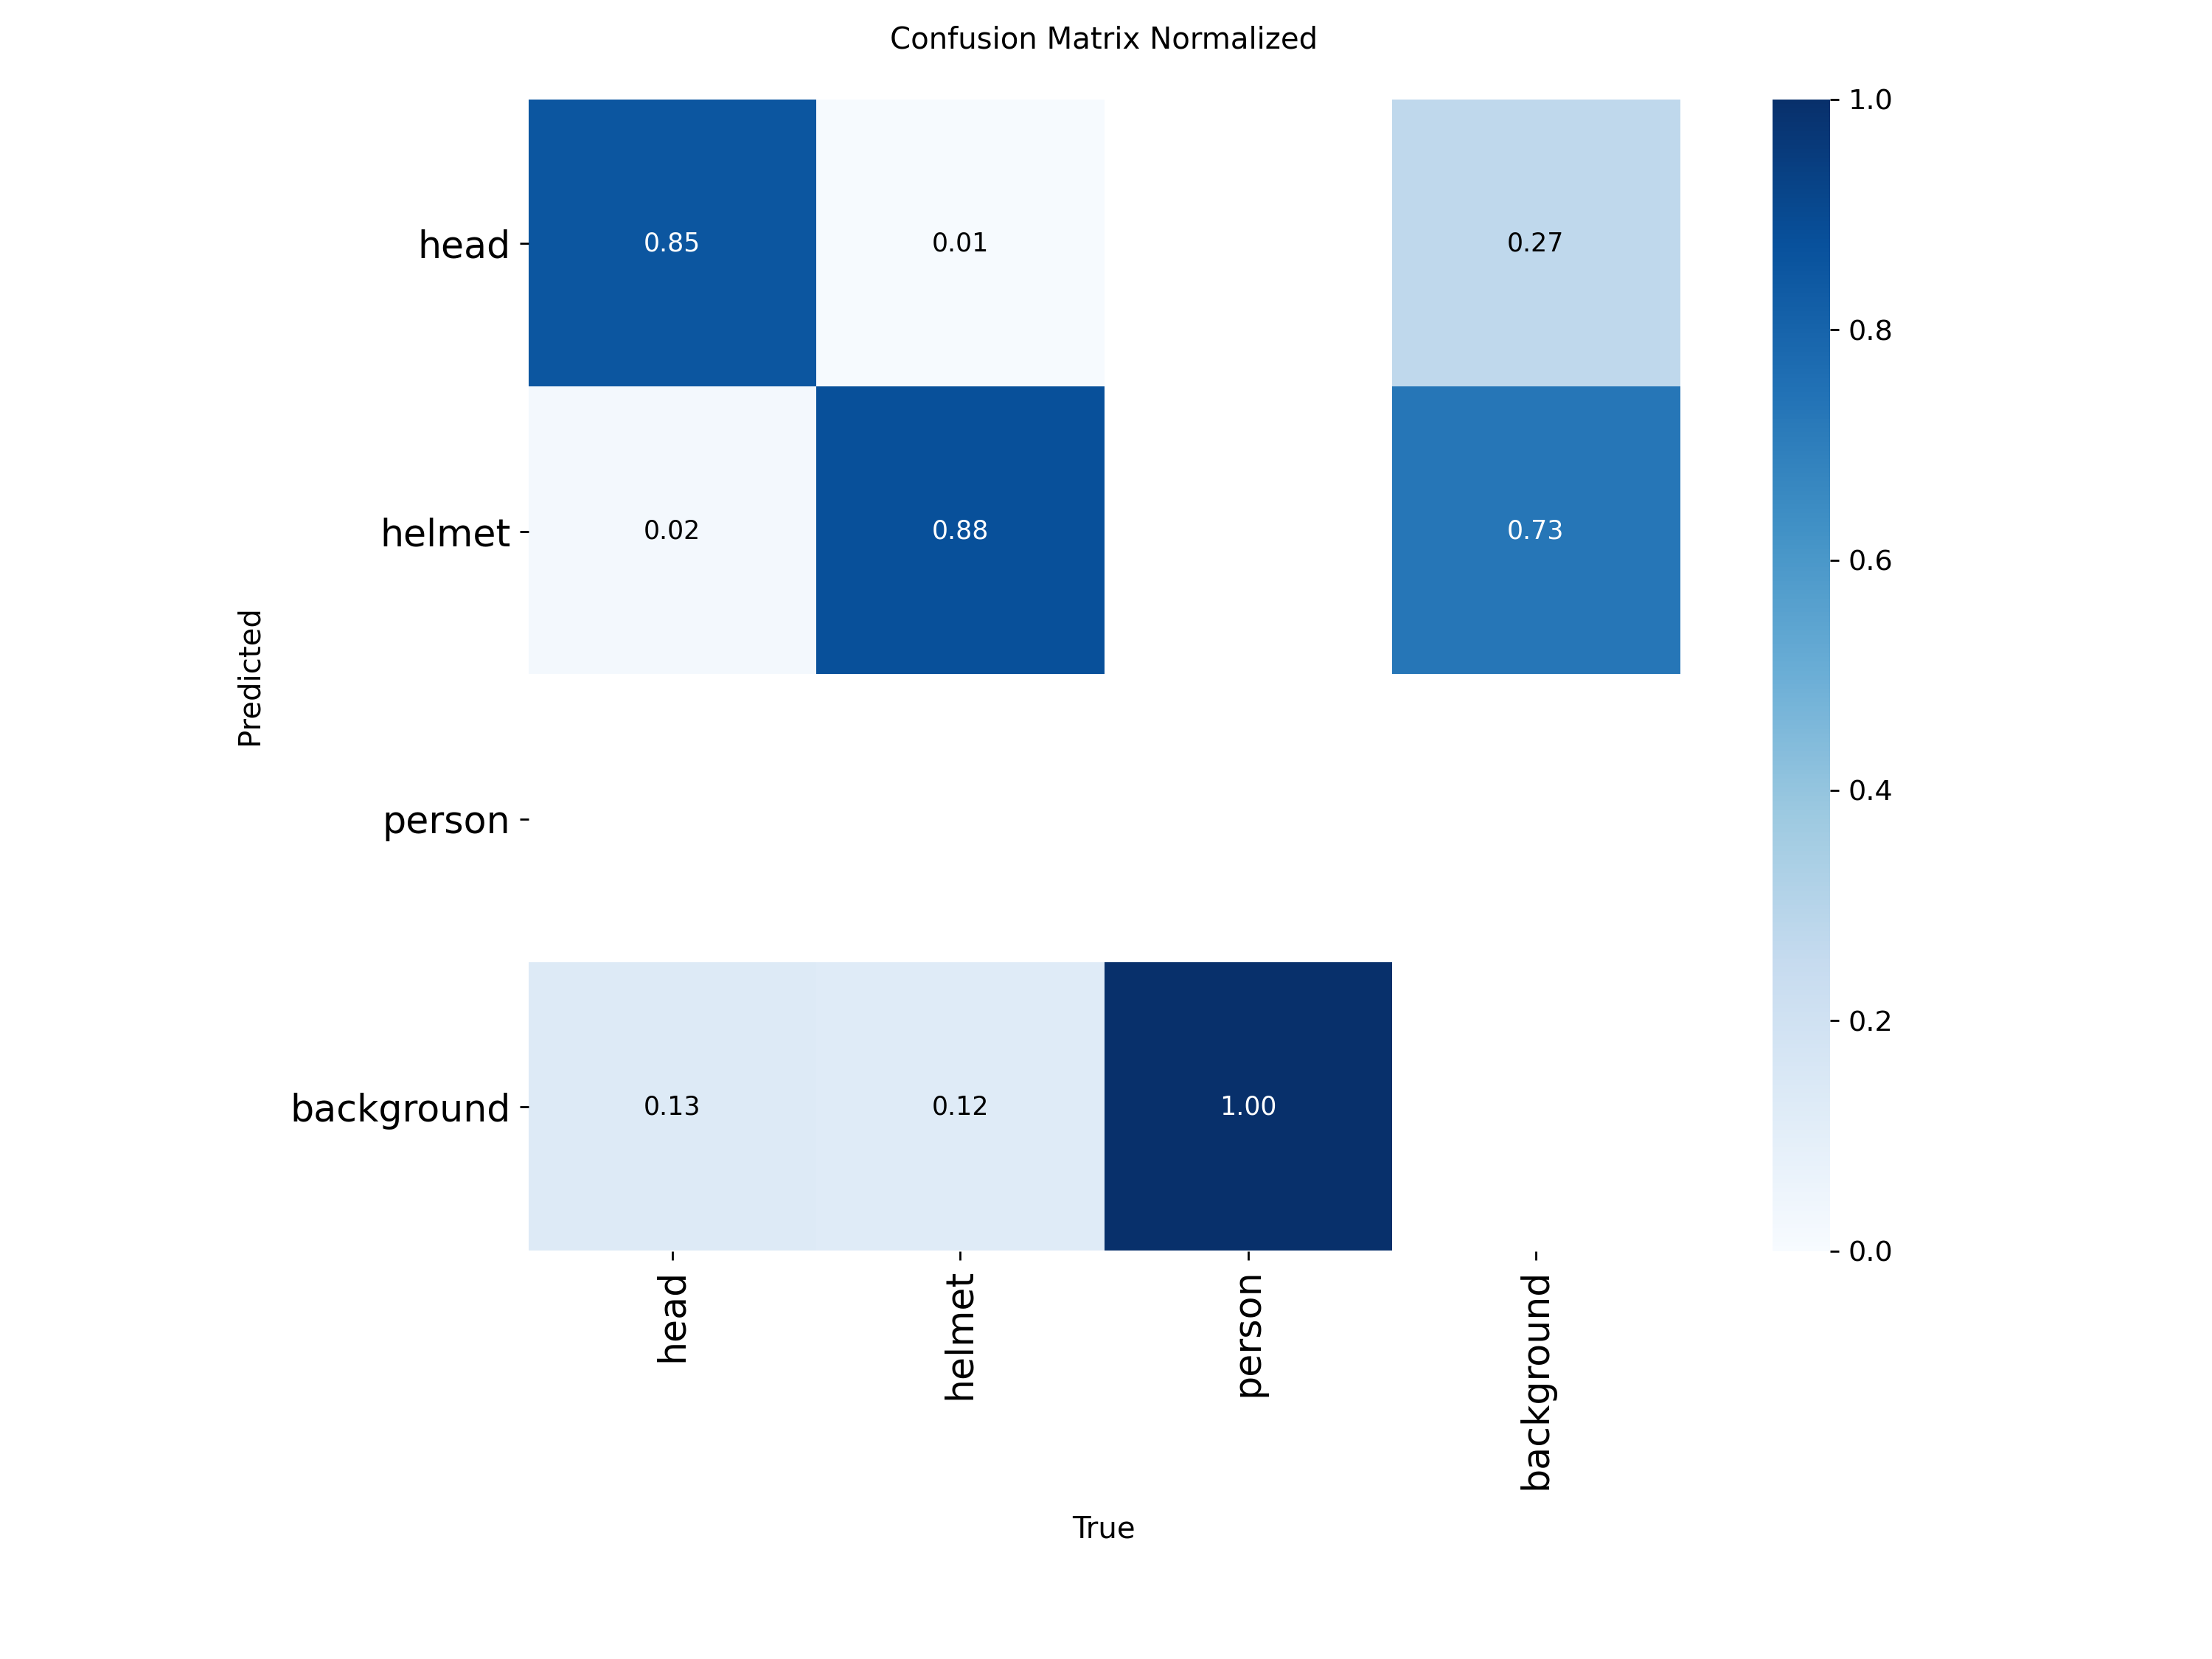 Confusion Matrix Normalized
1.0
head
0.85
0.01
0.27
0.8
helmet
0.02
0.88
0.73
0.6
Predicted
person
0.4
background
0.13
0.12
1.00
0.2
0.0
head
helmet
person
background
True